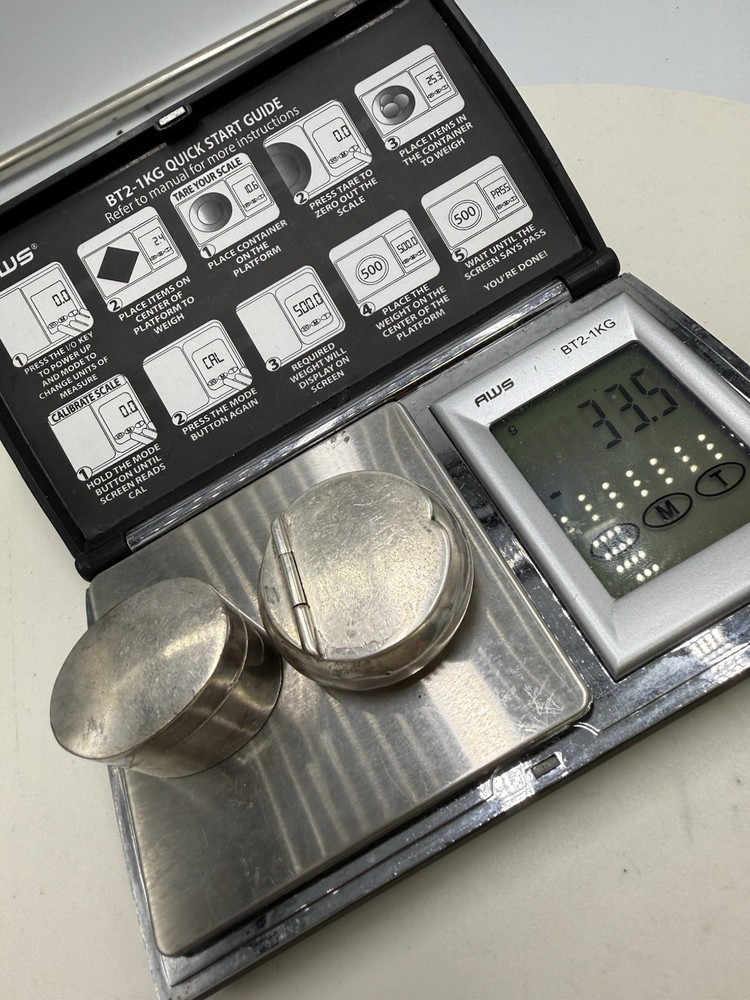 BT2-1KG QUICK START GUIDE
Refer to manual for more instructions
WS®
0.0
1
PRESS THE I/O KEY
TO POWER UP
AND MODE TO
CHANGE UNITS OF
MEASURE
2.4
2
PLACE ITEMS ON
CENTER OF
PLATFORM TO
WEIGH
TARE YOUR SCALE
10.6
1
PLACE CONTAINER
ON THE
PLATFORM
0.0
2
PRESS TARE TO
ZERO OUT THE
SCALE
25.3
3
PLACE ITEMS IN
THE CONTAINER
TO WEIGH
CALIBRATE SCALE
0.0
1
HOLD THE MODE
BUTTON UNTIL
SCREEN READS
CAL
CAL
2
PRESS THE MODE
BUTTON AGAIN
500.0
3
REQUIRED
WEIGHT WILL
DISPLAY ON
SCREEN
500
500.0
4
PLACE THE
WEIGHT ON THE
CENTER OF THE
PLATFORM
500
PASS
5
WAIT UNTIL THE
SCREEN SAYS PASS
YOU'RE DONE!
AWS
BT2-1KG
g
33.5
M
T